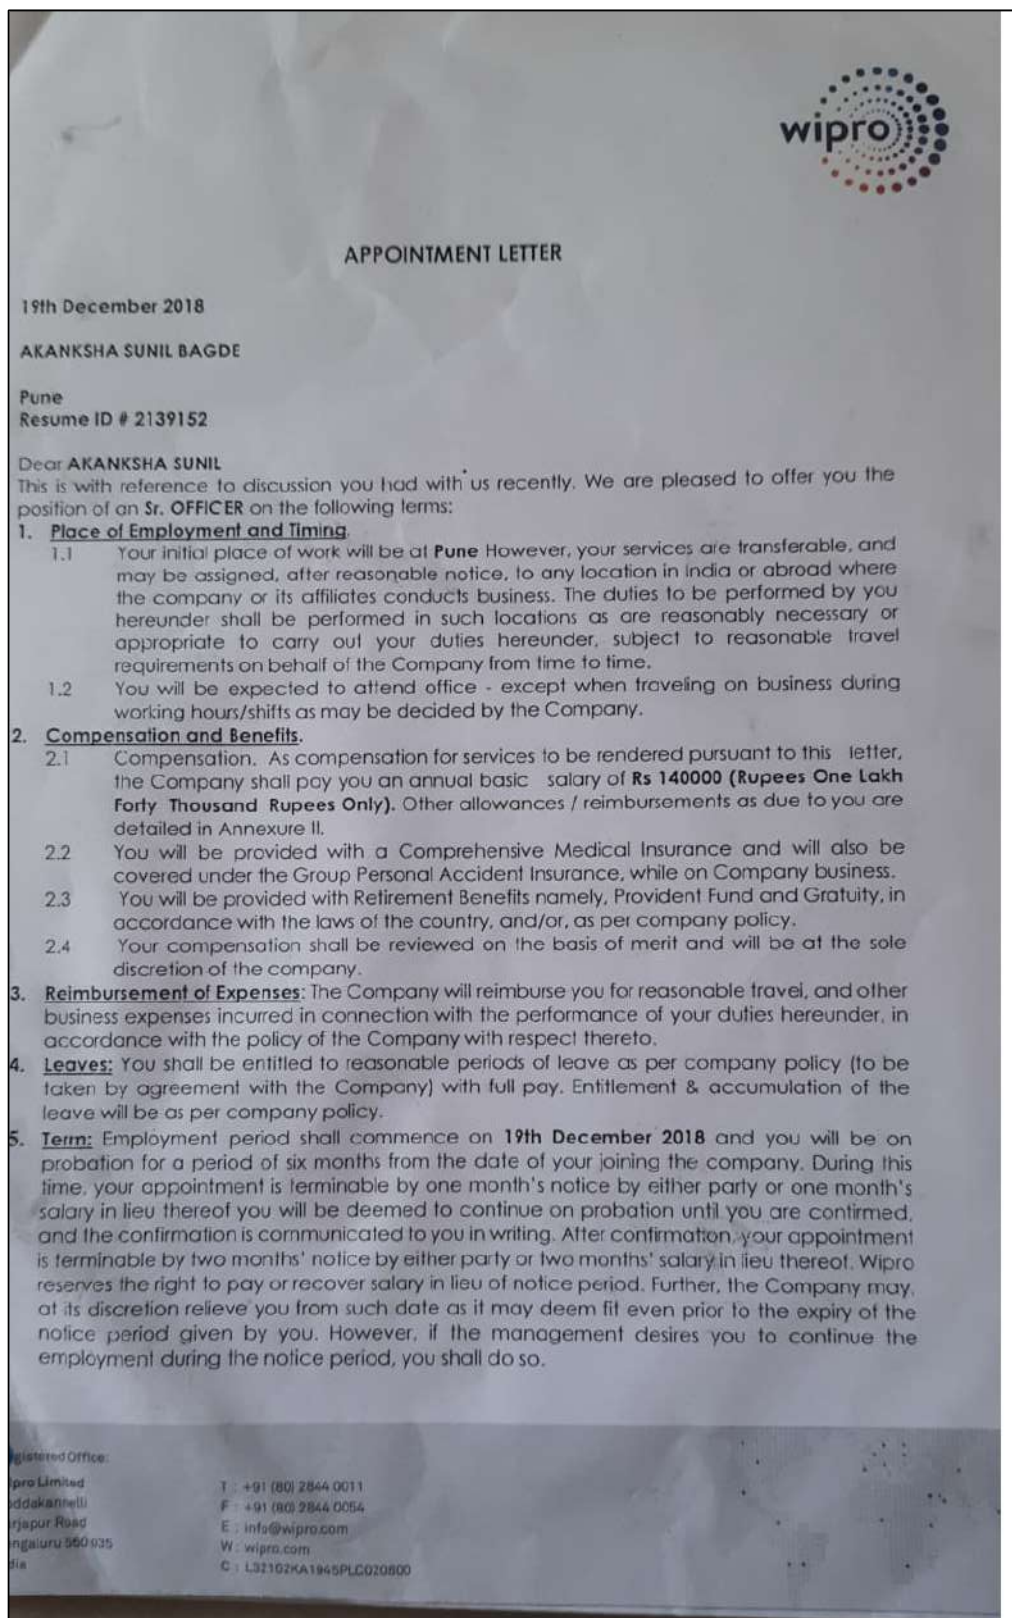 wipro
APPOINTMENT LETTER
19th December 2018
AKANKSHA SUNIL BAGDE
Pune
Resume ID # 2139152
Dear AKANKSHA SUNIL
This is with reference to discussion you had with us recently. We are pleased to offer you the
position of an Sr. OFFICER on the following terms:
1. Place of Employment and Timing.
1.1 Your initial place of work will be at Pune However, your services are transferable, and
may be assigned, after reasonable notice, to any location in India or abroad where
the company or its affiliates conducts business. The duties to be performed by you
hereunder shall be performed in such locations as are reasonably necessary or
appropriate to carry out your duties hereunder, subject to reasonable travel
requirements on behalf of the Company from time to time.
1.2 You will be expected to attend office - except when traveling on business during
working hours/shifts as may be decided by the Company.
2. Compensation and Benefits.
2.1 Compensation. As compensation for services to be rendered pursuant to this letter,
the Company shall pay you an annual basic salary of Rs 140000 (Rupees One Lakh
Forty Thousand Rupees Only). Other allowances / reimbursements as due to you are
detailed in Annexure II.
2.2 You will be provided with a Comprehensive Medical Insurance and will also be
covered under the Group Personal Accident Insurance, while on Company business.
2.3 You will be provided with Retirement Benefits namely, Provident Fund and Gratuity, in
accordance with the laws of the country, and/or, as per company policy.
2.4 Your compensation shall be reviewed on the basis of merit and will be at the sole
discretion of the company.
3. Reimbursement of Expenses: The Company will reimburse you for reasonable travel, and other
business expenses incurred in connection with the performance of your duties hereunder, in
accordance with the policy of the Company with respect thereto.
4. Leaves: You shall be entitled to reasonable periods of leave as per company policy (to be
taken by agreement with the Company) with full pay. Entitlement & accumulation of the
leave will be as per company policy.
5. Term: Employment period shall commence on 19th December 2018 and you will be on
probation for a period of six months from the date of your joining the company. During this
time, your appointment is terminable by one month's notice by either party or one month's
salary in lieu thereof you will be deemed to continue on probation until you are confirmed,
and the confirmation is communicated to you in writing. After confirmation, your appointment
is terminable by two months' notice by either party or two months' salary in lieu thereof. Wipro
reserves the right to pay or recover salary in lieu of notice period. Further, the Company may,
at its discretion relieve you from such date as it may deem fit even prior to the expiry of the
notice period given by you. However, if the management desires you to continue the
employment during the notice period, you shall do so.
gistered Office:
pro Limited
ddakannelli
rjapur Road
ngaluru 560 035
dia
T : +91 (80) 2844 0011
F : +91 (80) 2844 0054
E : info@wipro.com
W : wipro.com
C : L32102KA1945PLC020800